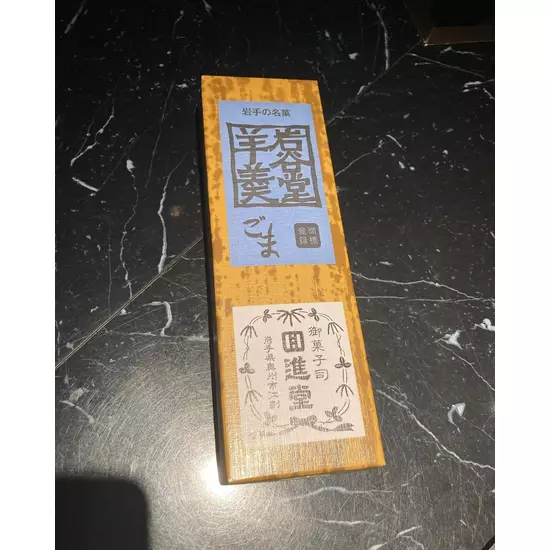 岩手の名菓
岩谷堂
羊羹
ごま
商標
登録
御菓子司
回進堂
岩手県奥州市江刺